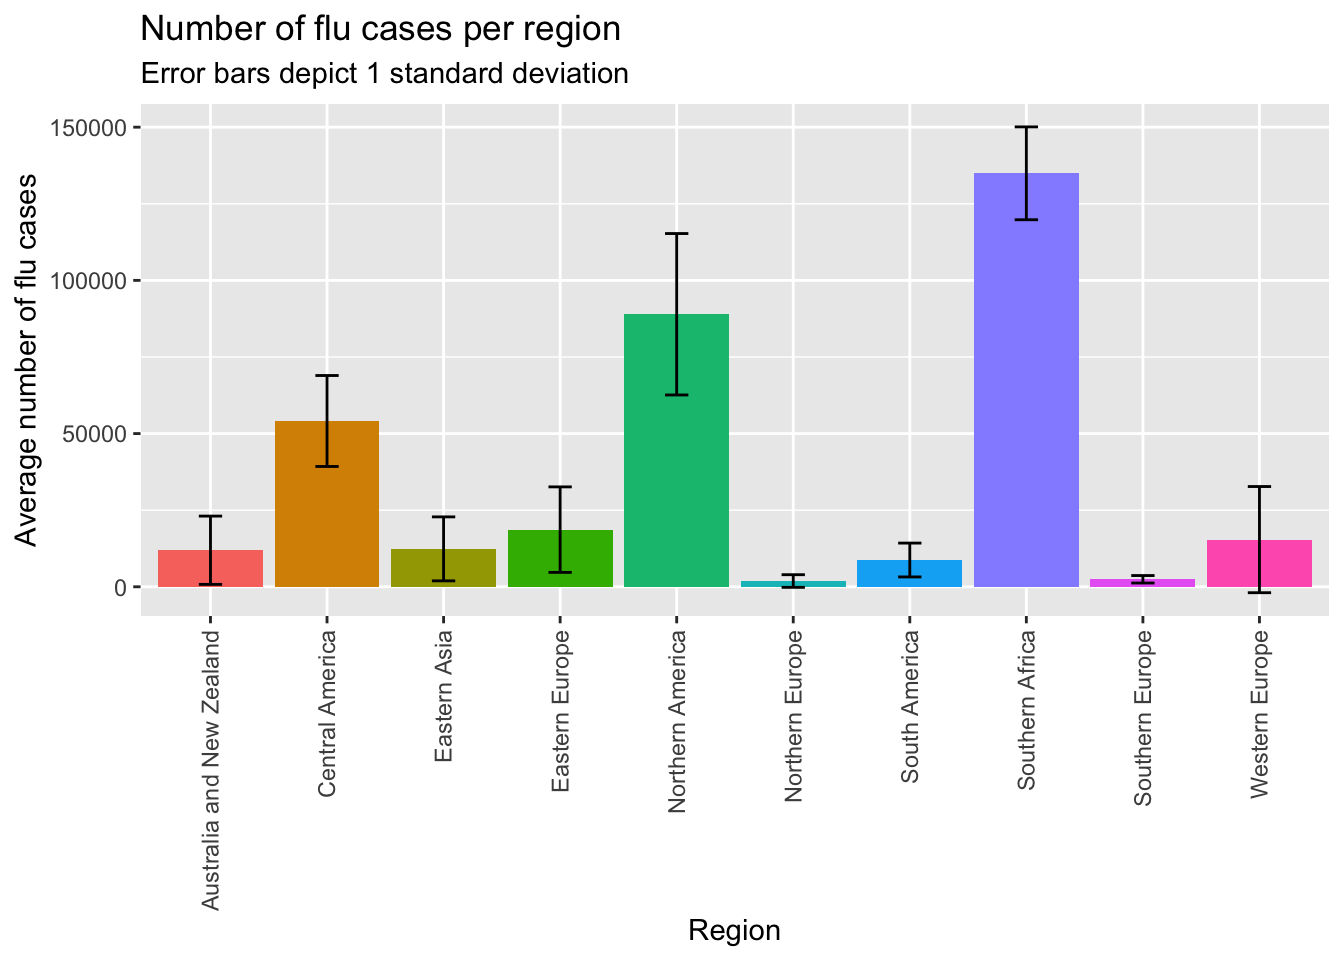 Number of flu cases per region
Error bars depict 1 standard deviation
Average number of flu cases
150000
100000
50000
0
Australia and New Zealand
Central America
Eastern Asia
Eastern Europe
Northern America
Northern Europe
South America
Southern Africa
Southern Europe
Western Europe
Region